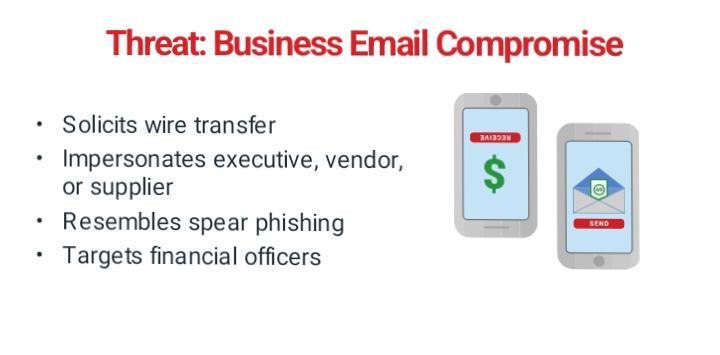 Threat: Business Email Compromise
• Solicits wire transfer
• Impersonates executive, vendor,
or supplier
• Resembles spear phishing
• Targets financial officers
RECEIVE
$
SEND